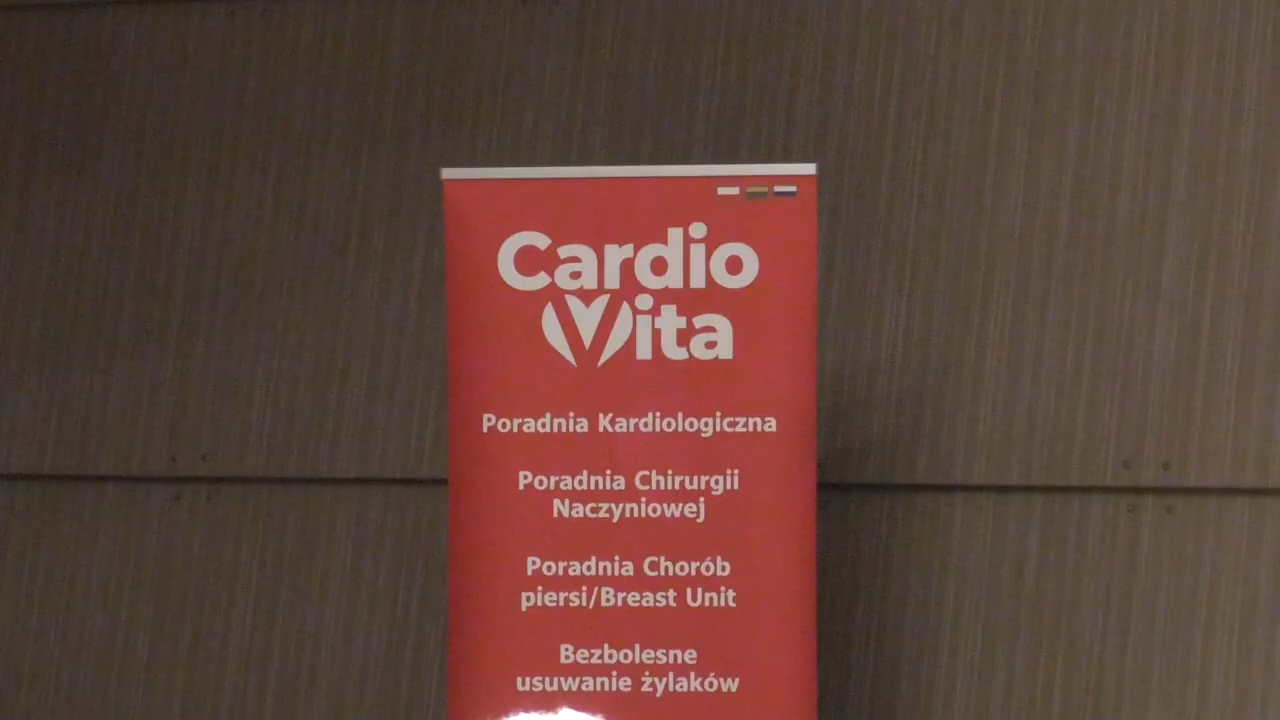 Cardio
Vita
Poradnia Kardiologiczna
Poradnia Chirurgii
Naczyniowej
Poradnia Chorób
piersi/Breast Unit
Bezbolesne
usuwanie żylaków